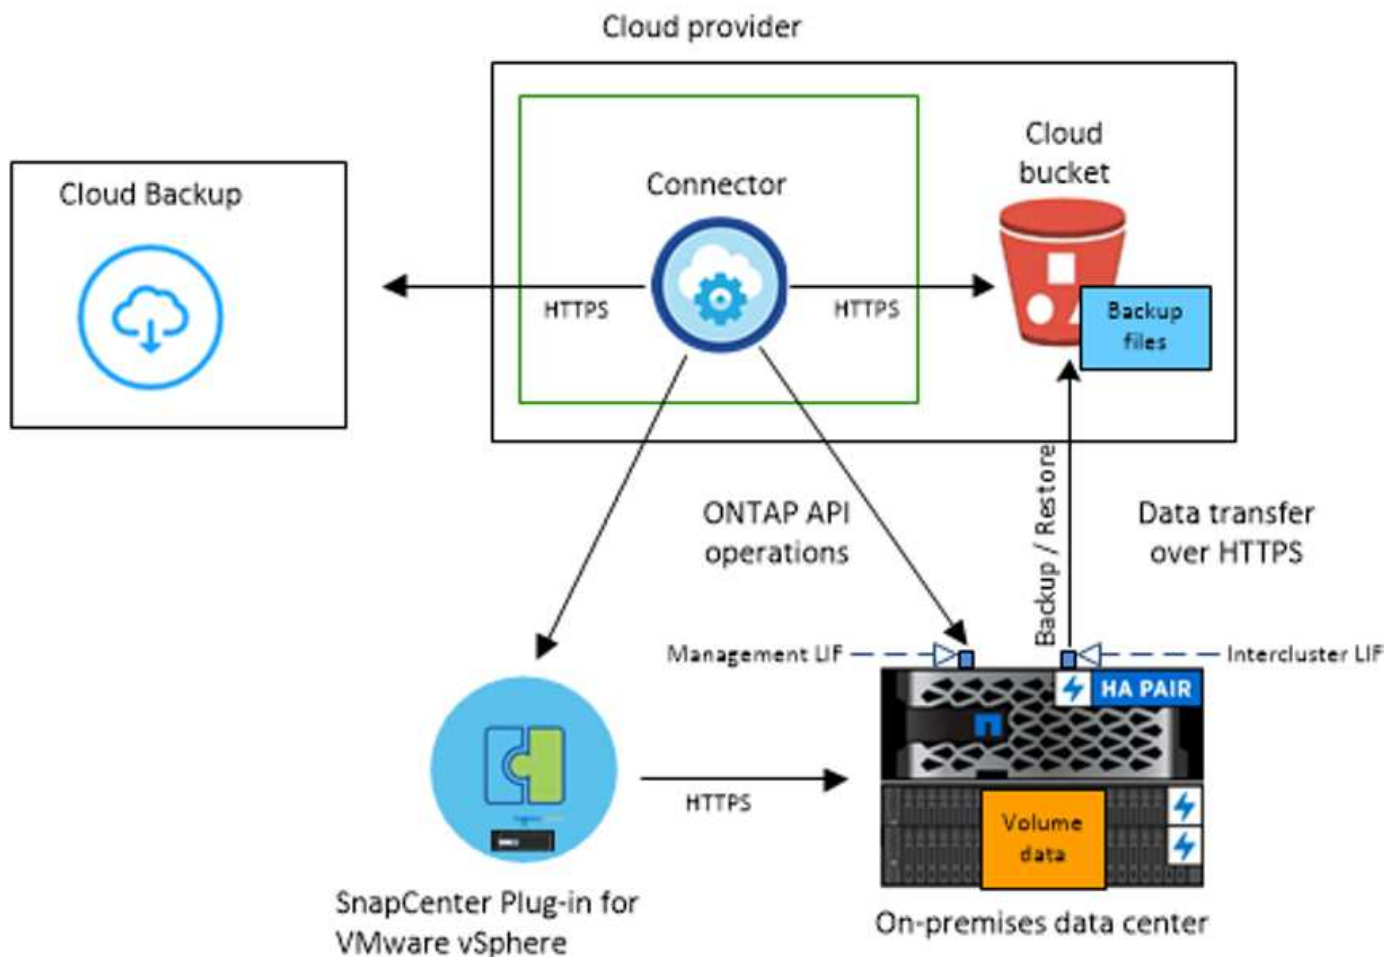 Cloud provider
Cloud Backup
Connector
Cloud
bucket
HTTPS
HTTPS
Backup
files
ONTAP API
operations
Backup / Restore
Data transfer
over HTTPS
Management LIF
Intercluster LIF
HA PAIR
HTTPS
Volume
data
SnapCenter Plug-in for
VMware vSphere
On-premises data center